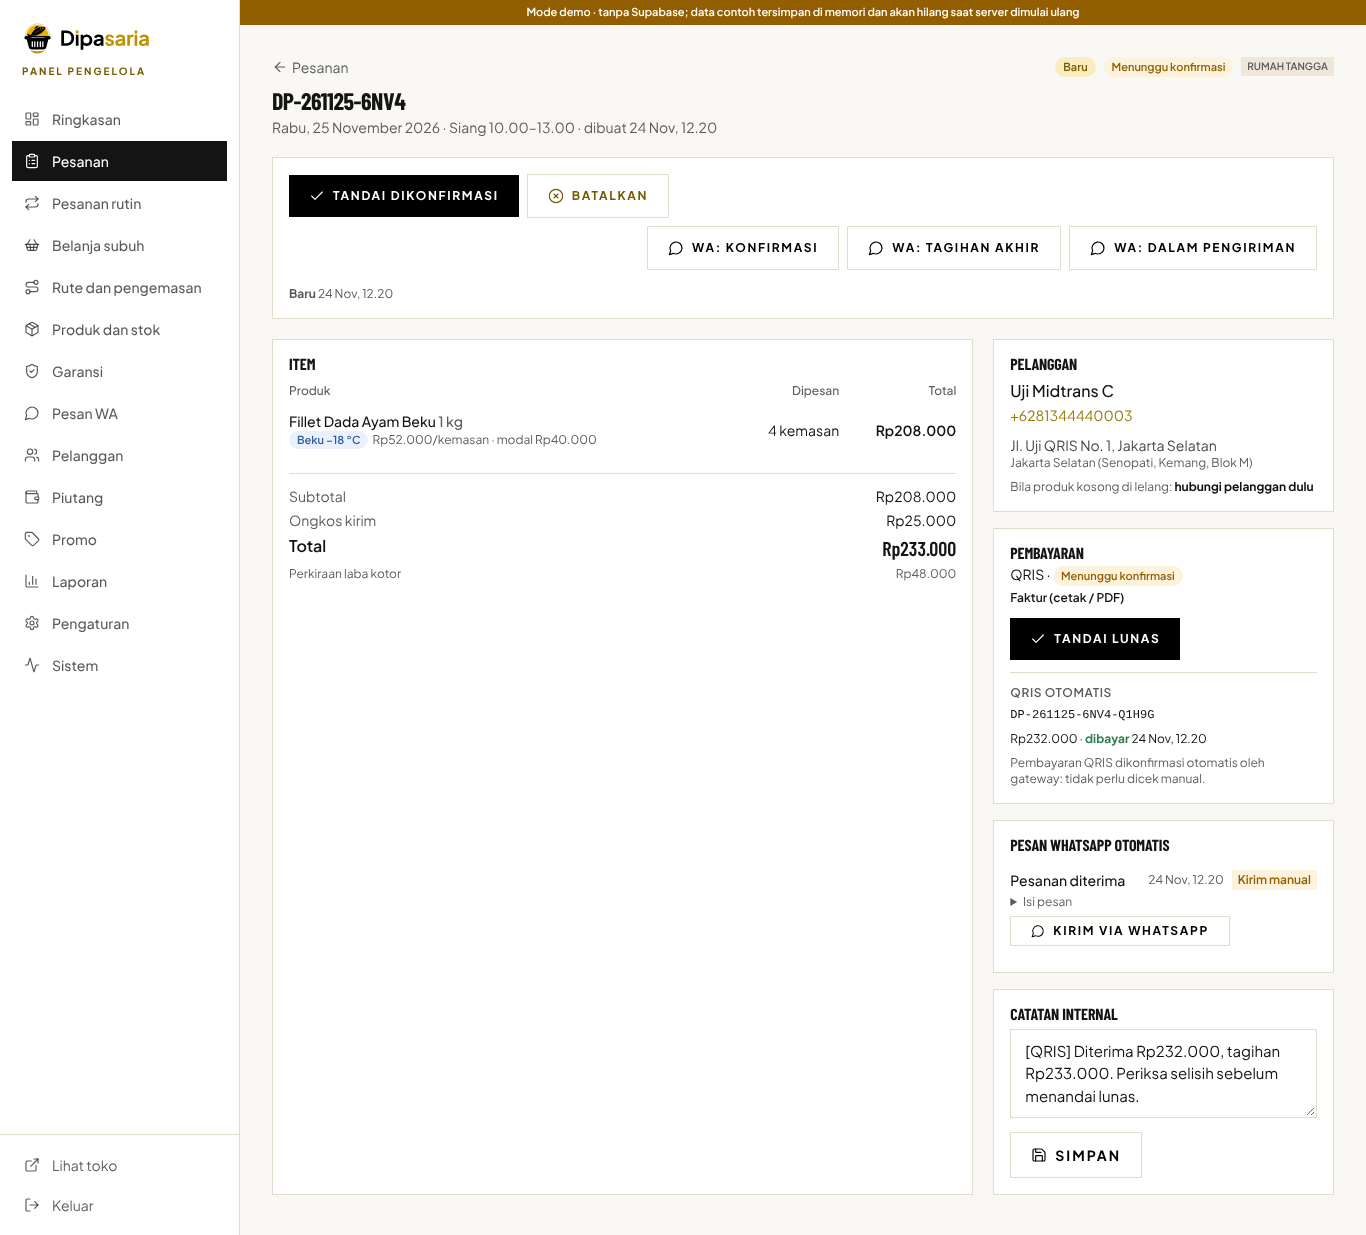 Mode demo · tanpa Supabase; data contoh tersimpan di memori dan akan hilang saat server dimulai ulang
Dipasaria
PANEL PENGELOLA
Ringkasan
Pesanan
Pesanan rutin
Belanja subuh
Rute dan pengemasan
Produk dan stok
Garansi
Pesan WA
Pelanggan
Piutang
Promo
Laporan
Pengaturan
Sistem
Lihat toko
Keluar
← Pesanan
Baru Menunggu konfirmasi RUMAH TANGGA
DP-261125-6NV4
Rabu, 25 November 2026 · Siang 10.00–13.00 · dibuat 24 Nov, 12.20
TANDAI DIKONFIRMASI BATALKAN
WA: KONFIRMASI WA: TAGIHAN AKHIR WA: DALAM PENGIRIMAN
Baru 24 Nov, 12.20
ITEM
Produk Dipesan Total
Fillet Dada Ayam Beku 1 kg
Beku −18 °C Rp52.000/kemasan · modal Rp40.000
4 kemasan Rp208.000
Subtotal Rp208.000
Ongkos kirim Rp25.000
Total Rp233.000
Perkiraan laba kotor Rp48.000
PELANGGAN
Uji Midtrans C
+6281344440003
Jl. Uji QRIS No. 1, Jakarta Selatan
Jakarta Selatan (Senopati, Kemang, Blok M)
Bila produk kosong di lelang: hubungi pelanggan dulu
PEMBAYARAN
QRIS · Menunggu konfirmasi
Faktur (cetak / PDF)
TANDAI LUNAS
QRIS OTOMATIS
DP-261125-6NV4-Q1H9G
Rp232.000 · dibayar 24 Nov, 12.20
Pembayaran QRIS dikonfirmasi otomatis oleh
gateway: tidak perlu dicek manual.
PESAN WHATSAPP OTOMATIS
Pesanan diterima 24 Nov, 12.20 Kirim manual
Isi pesan
KIRIM VIA WHATSAPP
CATATAN INTERNAL
[QRIS] Diterima Rp232.000, tagihan
Rp233.000. Periksa selisih sebelum
menandai lunas.
SIMPAN